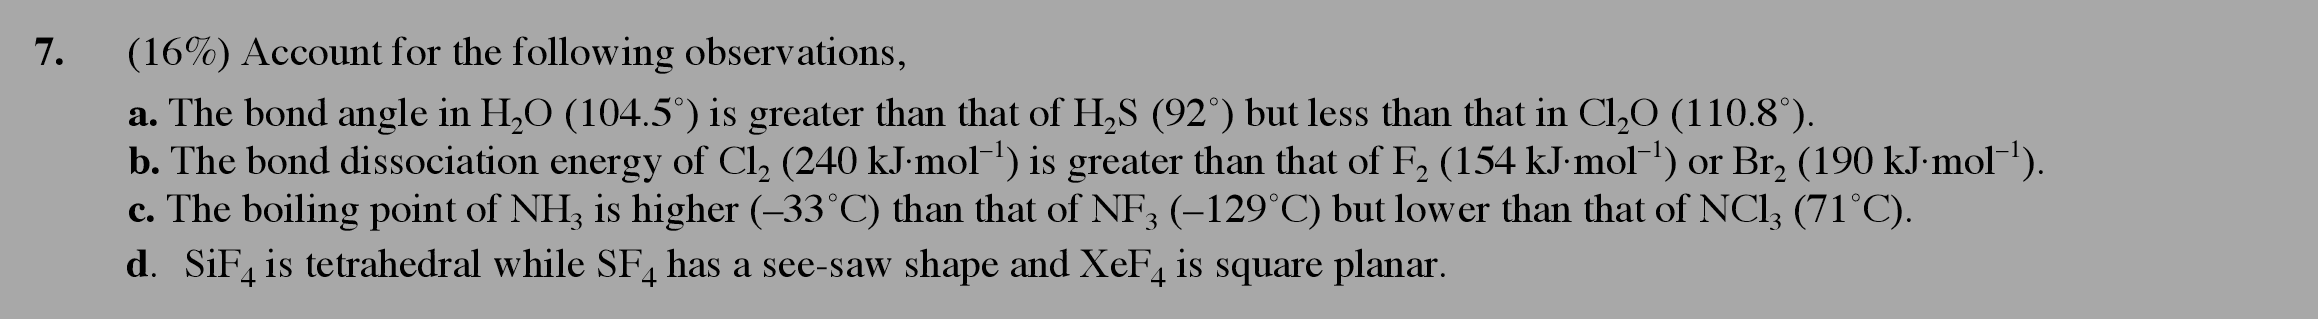 7. (16%) Account for the following observations,
a. The bond angle in H₂O (104.5°) is greater than that of H₂S (92°) but less than that in Cl₂O (110.8°).
b. The bond dissociation energy of Cl₂ (240 kJ·mol⁻¹) is greater than that of F₂ (154 kJ·mol⁻¹) or Br₂ (190 kJ·mol⁻¹).
c. The boiling point of NH₃ is higher (–33°C) than that of NF₃ (–129°C) but lower than that of NCl₃ (71°C).
d. SiF₄ is tetrahedral while SF₄ has a see-saw shape and XeF₄ is square planar.